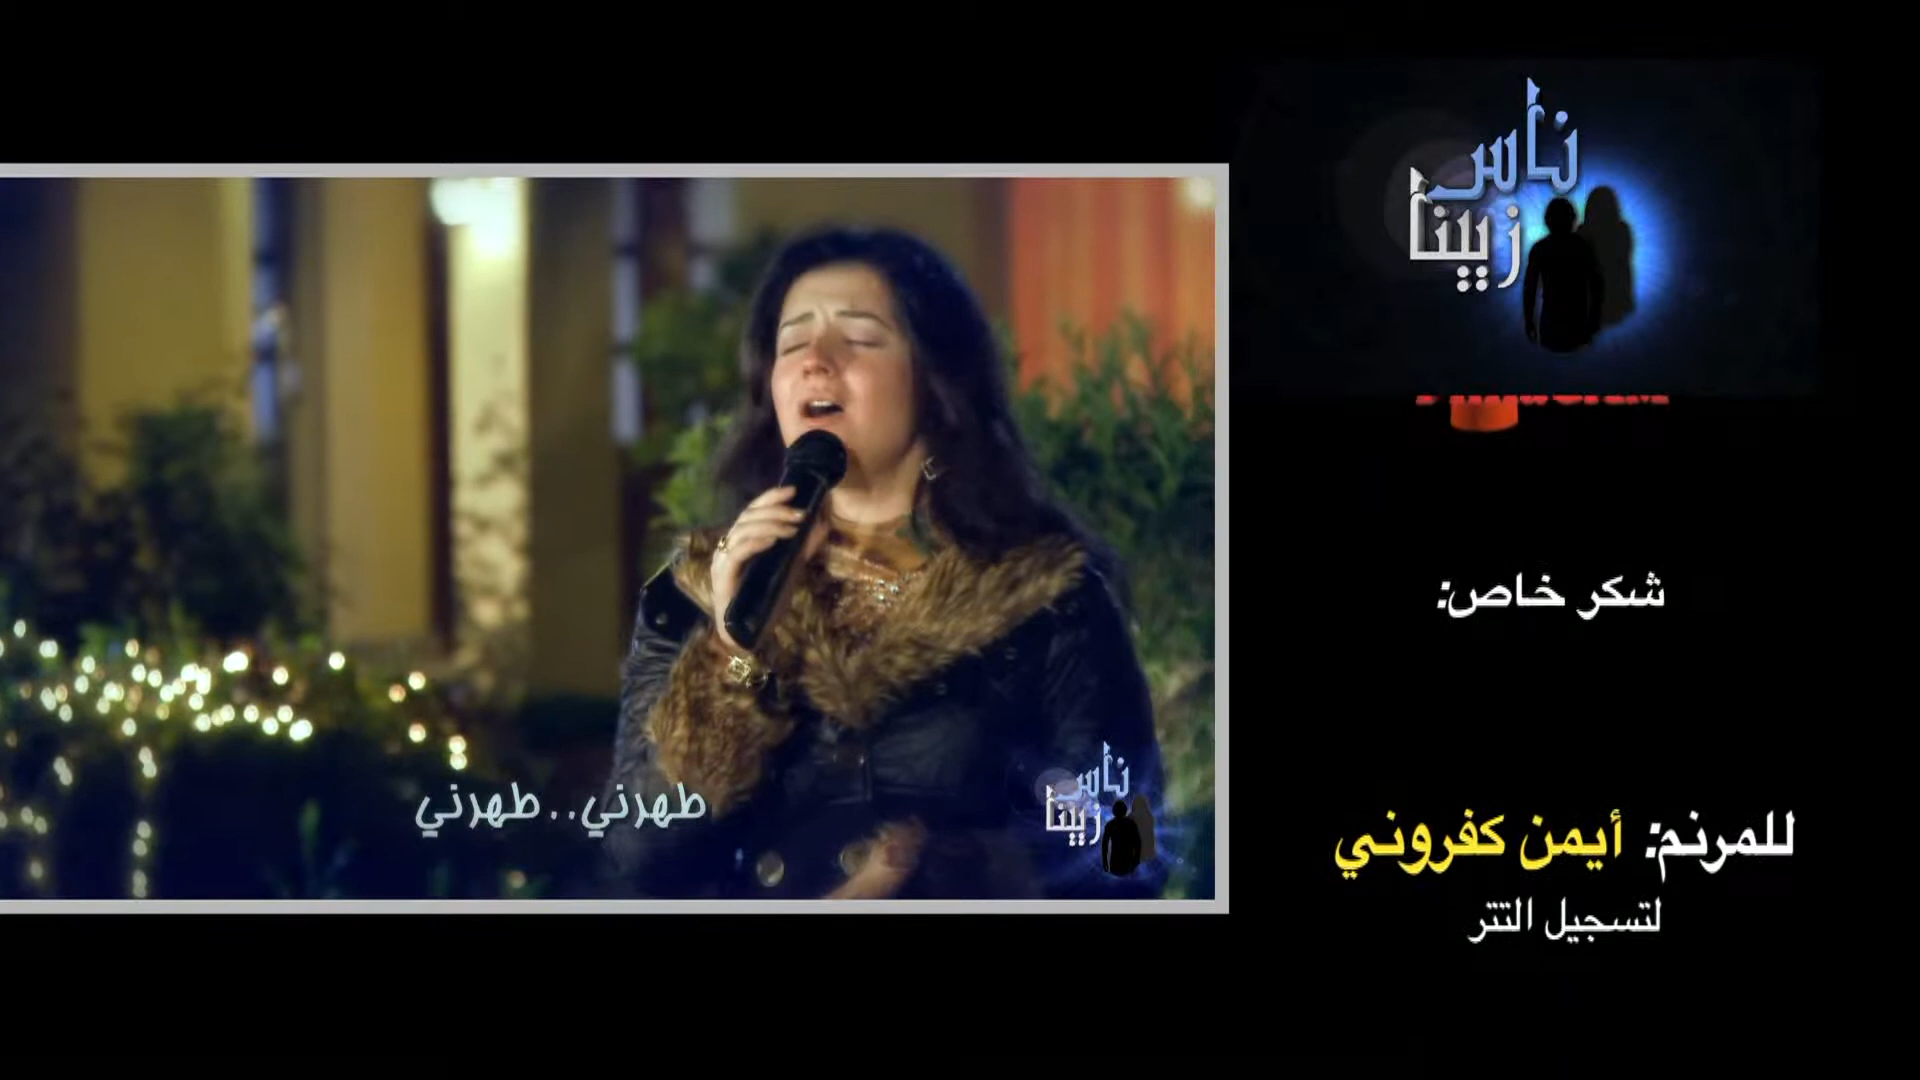 ناس
زينا
شكر خاص:
للمرنم: أيمن كفروني
لتسجيل التتر
طهرني..طهرني
ناس
زينا